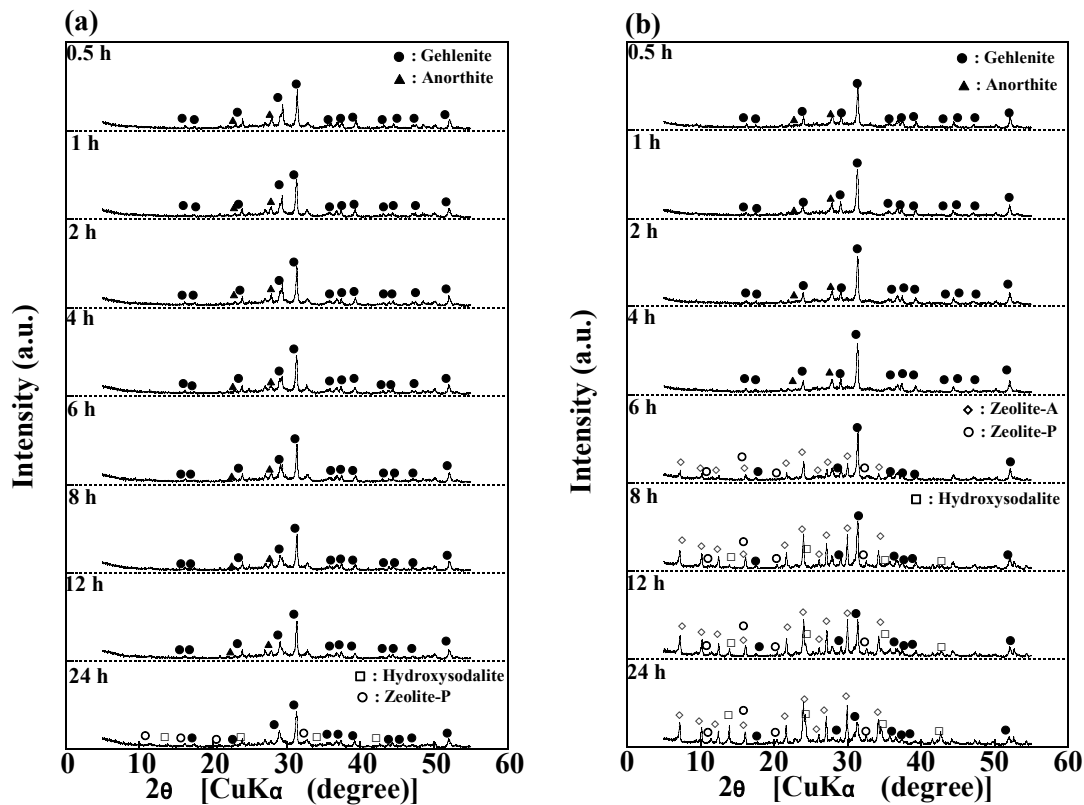 (a)
0.5 h
● : Gehlenite
▲ : Anorthite
1 h
2 h
4 h
6 h
8 h
12 h
24 h
□ : Hydroxysodalite
○ : Zeolite-P
Intensity (a.u.)
0 10 20 30 40 50 60
2θ [CuKα (degree)]
(b)
0.5 h
● : Gehlenite
▲ : Anorthite
1 h
2 h
4 h
6 h
◇ : Zeolite-A
○ : Zeolite-P
8 h
□ : Hydroxysodalite
12 h
24 h
Intensity (a.u.)
0 10 20 30 40 50 60
2θ [CuKα (degree)]